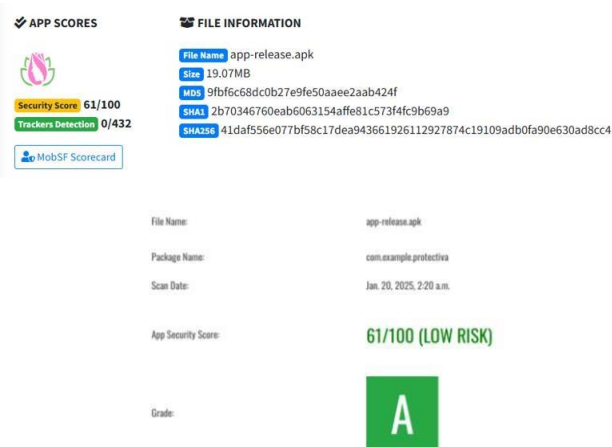 APP SCORES
FILE INFORMATION
File Name app-release.apk
Size 19.07MB
MD5 9fbf6c68dc0b27e9fe50aaee2aab424f
SHA1 2b70346760eab6063154affe81c573f4fc9b69a9
SHA256 41daf556e077bf58c17dea943661926112927874c19109adb0fa90e630ad8cc4
Security Score 61/100
Trackers Detection 0/432
MobSF Scorecard
File Name: app-release.apk
Package Name: com.example.protectiva
Scan Date: Jan. 20, 2025, 2:20 a.m.
App Security Score: 61/100 (LOW RISK)
Grade: A